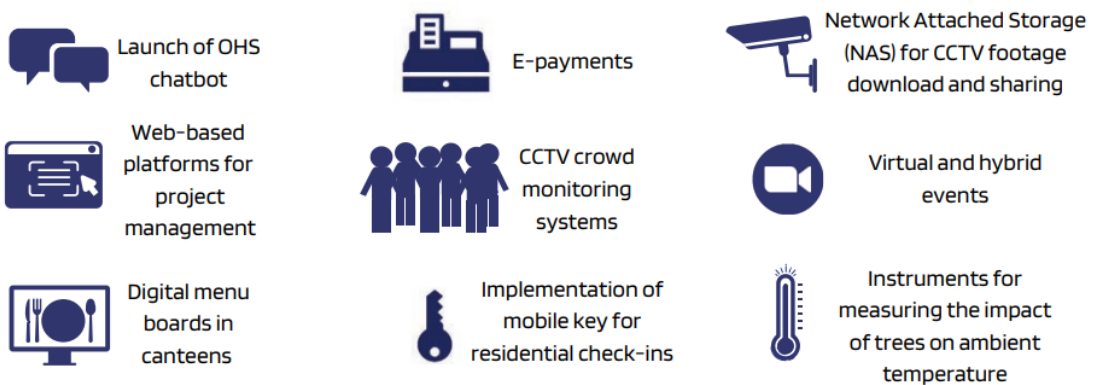 Launch of OHS
chatbot
E-payments
Network Attached Storage
(NAS) for CCTV footage
download and sharing
Web-based
platforms for
project
management
CCTV crowd
monitoring
systems
Virtual and hybrid
events
Digital menu
boards in
canteens
Implementation of
mobile key for
residential check-ins
Instruments for
measuring the impact
of trees on ambient
temperature